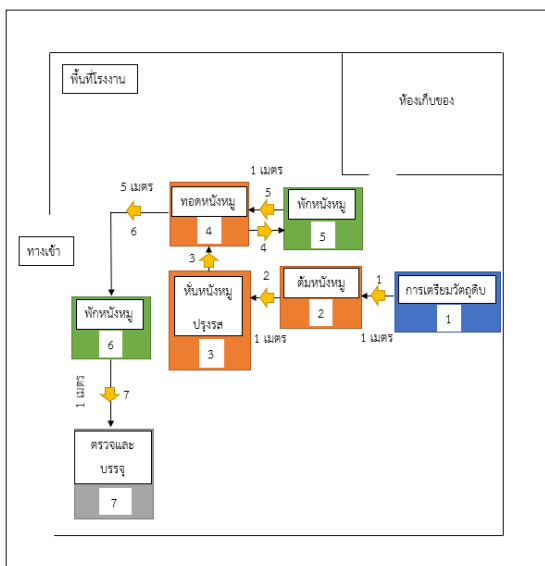 พื้นที่โรงงาน
ห้องเก็บของ
1 เมตร
5 เมตร
ทอดหนังหมู
4
5
พักหนังหมู
5
6
4
ทางเข้า
3
2
1
หั่นหนังหมู
ปรุงรส
3
ต้มหนังหมู
2
การเตรียมวัตถุดิบ
1
พักหนังหมู
6
1 เมตร
1 เมตร
1 เมตร
7
ตรวจและ
บรรจุ
7